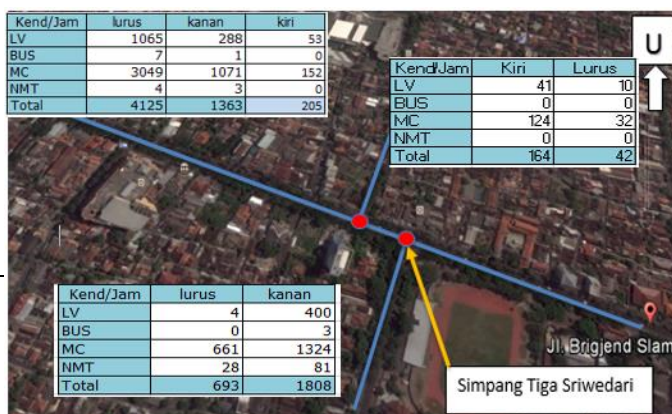 Kend/Jam lurus kanan kiri
LV 1065 288 53
BUS 7 1 0
MC 3049 1071 152
NMT 4 3 0
Total 4125 1363 205
U
Kend/Jam Kiri Lurus
LV 41 10
BUS 0 0
MC 124 32
NMT 0 0
Total 164 42
Kend/Jam lurus kanan
LV 4 400
BUS 0 3
MC 661 1324
NMT 28 81
Total 693 1808
Jl. Brigjend Slam
Simpang Tiga Sriwedari